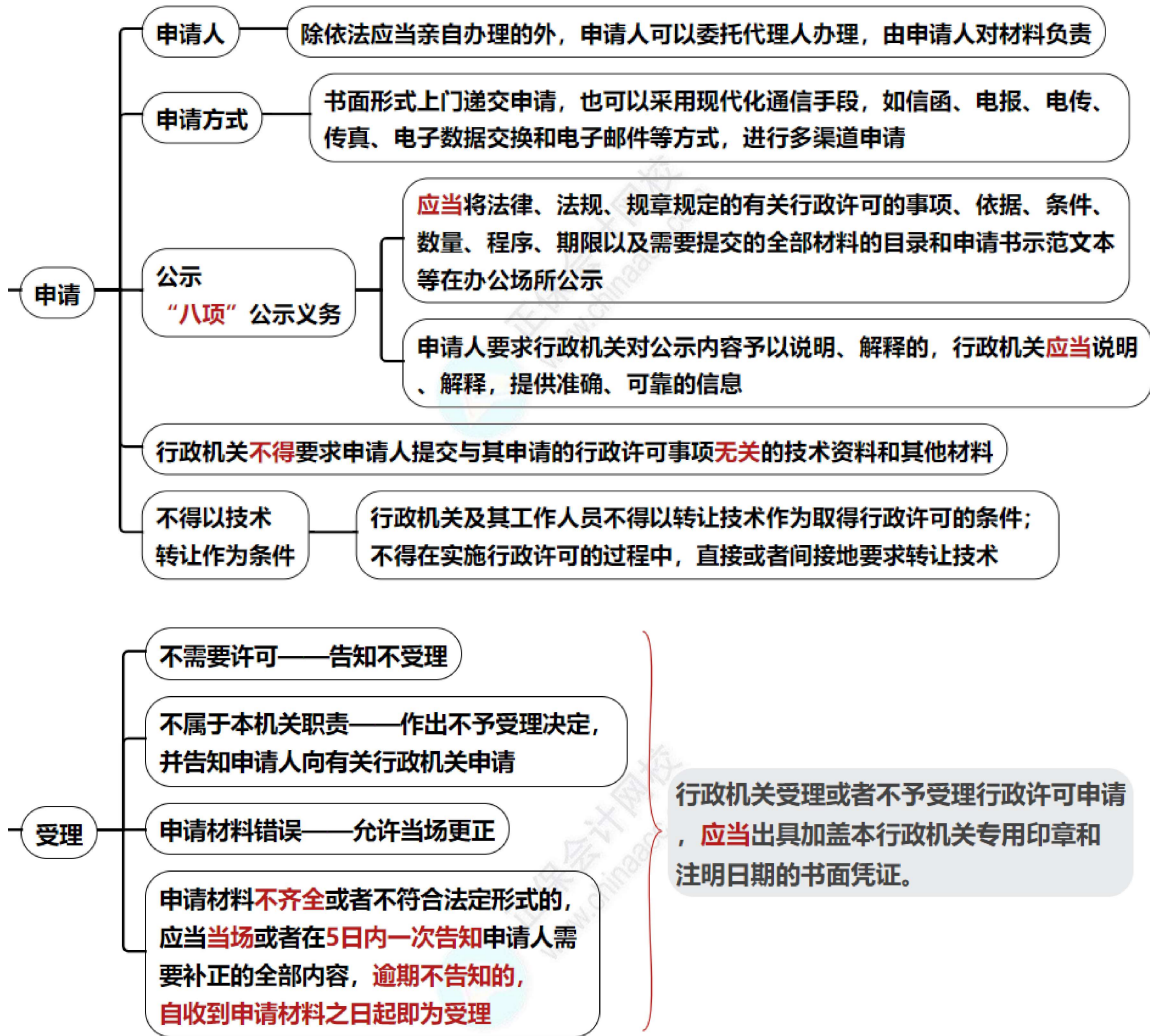 申请
申请人
除依法应当亲自办理的外，申请人可以委托代理人办理，由申请人对材料负责
申请方式
书面形式上门递交申请，也可以采用现代化通信手段，如信函、电报、电传、
传真、电子数据交换和电子邮件等方式，进行多渠道申请
公示
“八项”公示义务
应当将法律、法规、规章规定的有关行政许可的事项、依据、条件、
数量、程序、期限以及需要提交的全部材料的目录和申请书示范文本
等在办公场所公示
申请人要求行政机关对公示内容予以说明、解释的，行政机关应当说明
、解释，提供准确、可靠的信息
行政机关不得要求申请人提交与其申请的行政许可事项无关的技术资料和其他材料
不得以技术
转让作为条件
行政机关及其工作人员不得以转让技术作为取得行政许可的条件；
不得在实施行政许可的过程中，直接或者间接地要求转让技术
受理
不需要许可——告知不受理
不属于本机关职责——作出不予受理决定，
并告知申请人向有关行政机关申请
申请材料错误——允许当场更正
申请材料不齐全或者不符合法定形式的，
应当当场或者在5日内一次告知申请人需
要补正的全部内容，逾期不告知的，
自收到申请材料之日起即为受理
行政机关受理或者不予受理行政许可申请
，应当出具加盖本行政机关专用印章和
注明日期的书面凭证。
正保会计网校
www.chinaacc.com
正保会计网校
www.chinaacc.com